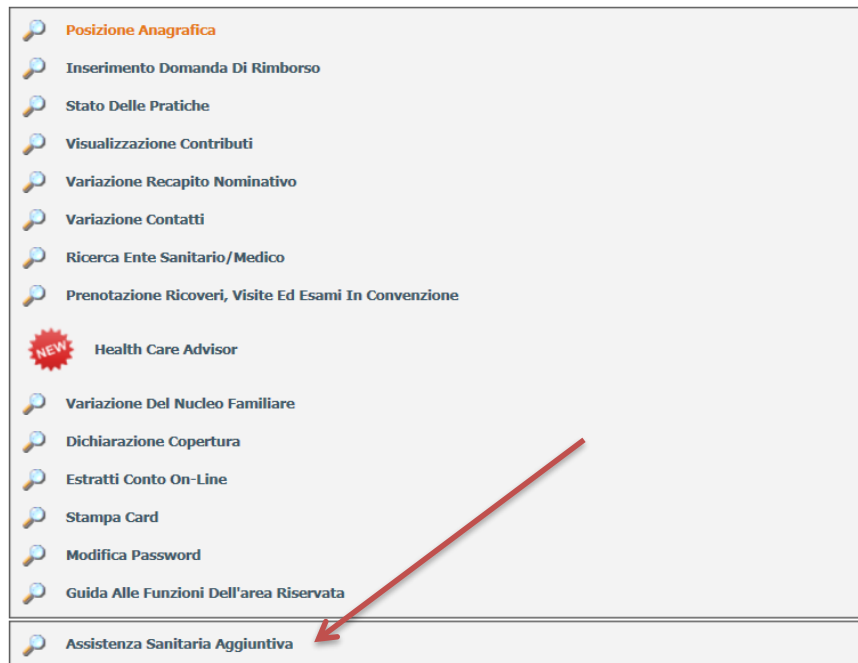 Posizione Anagrafica
Inserimento Domanda Di Rimborso
Stato Delle Pratiche
Visualizzazione Contributi
Variazione Recapito Nominativo
Variazione Contatti
Ricerca Ente Sanitario/Medico
Prenotazione Ricoveri, Visite Ed Esami In Convenzione
NEW Health Care Advisor
Variazione Del Nucleo Familiare
Dichiarazione Copertura
Estratti Conto On-Line
Stampa Card
Modifica Password
Guida Alle Funzioni Dell'area Riservata
Assistenza Sanitaria Aggiuntiva